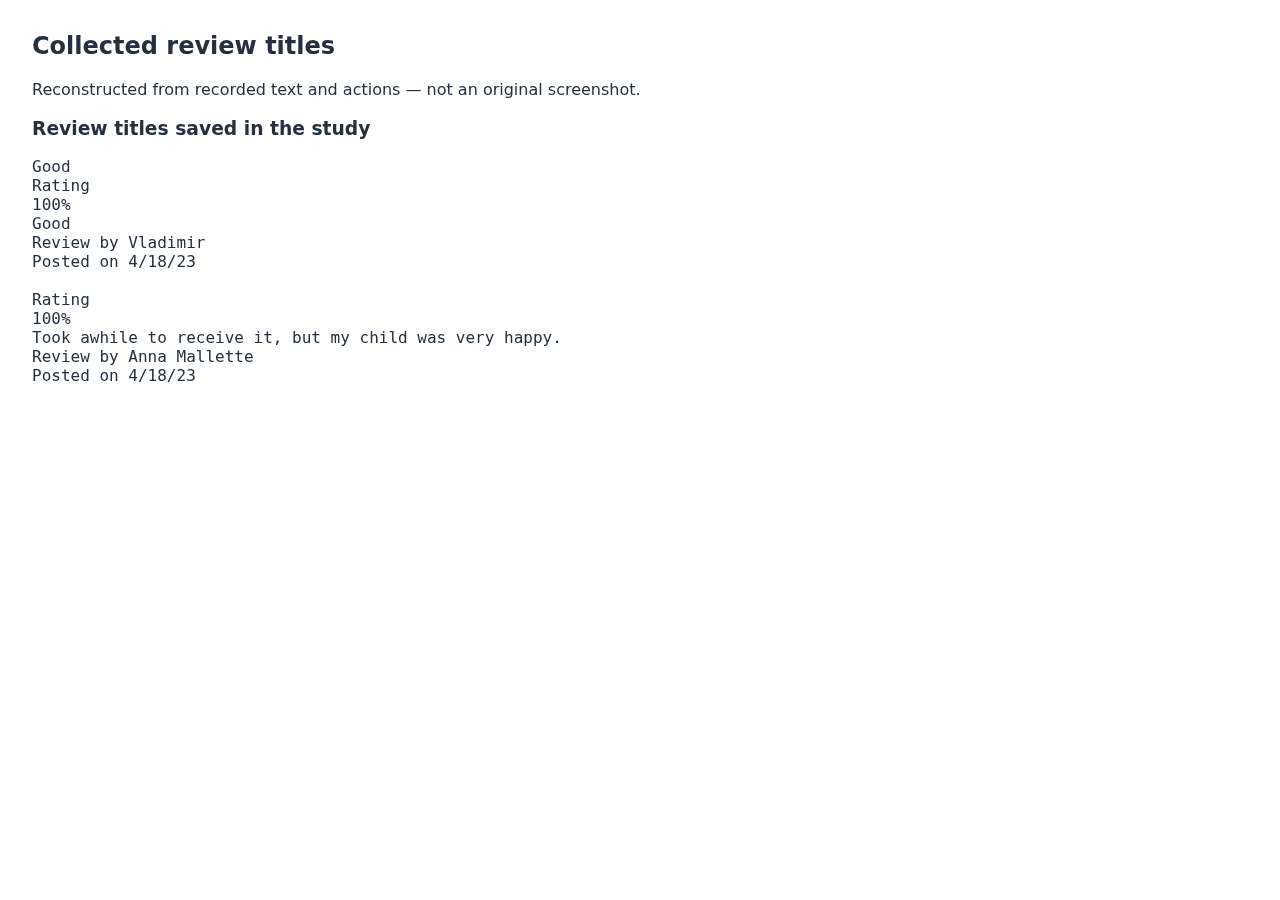 Collected review titles
Reconstructed from recorded text and actions — not an original screenshot.
Review titles saved in the study
Good
Rating
100%
Good
Review by Vladimir
Posted on 4/18/23
Rating
100%
Took awhile to receive it, but my child was very happy.
Review by Anna Mallette
Posted on 4/18/23